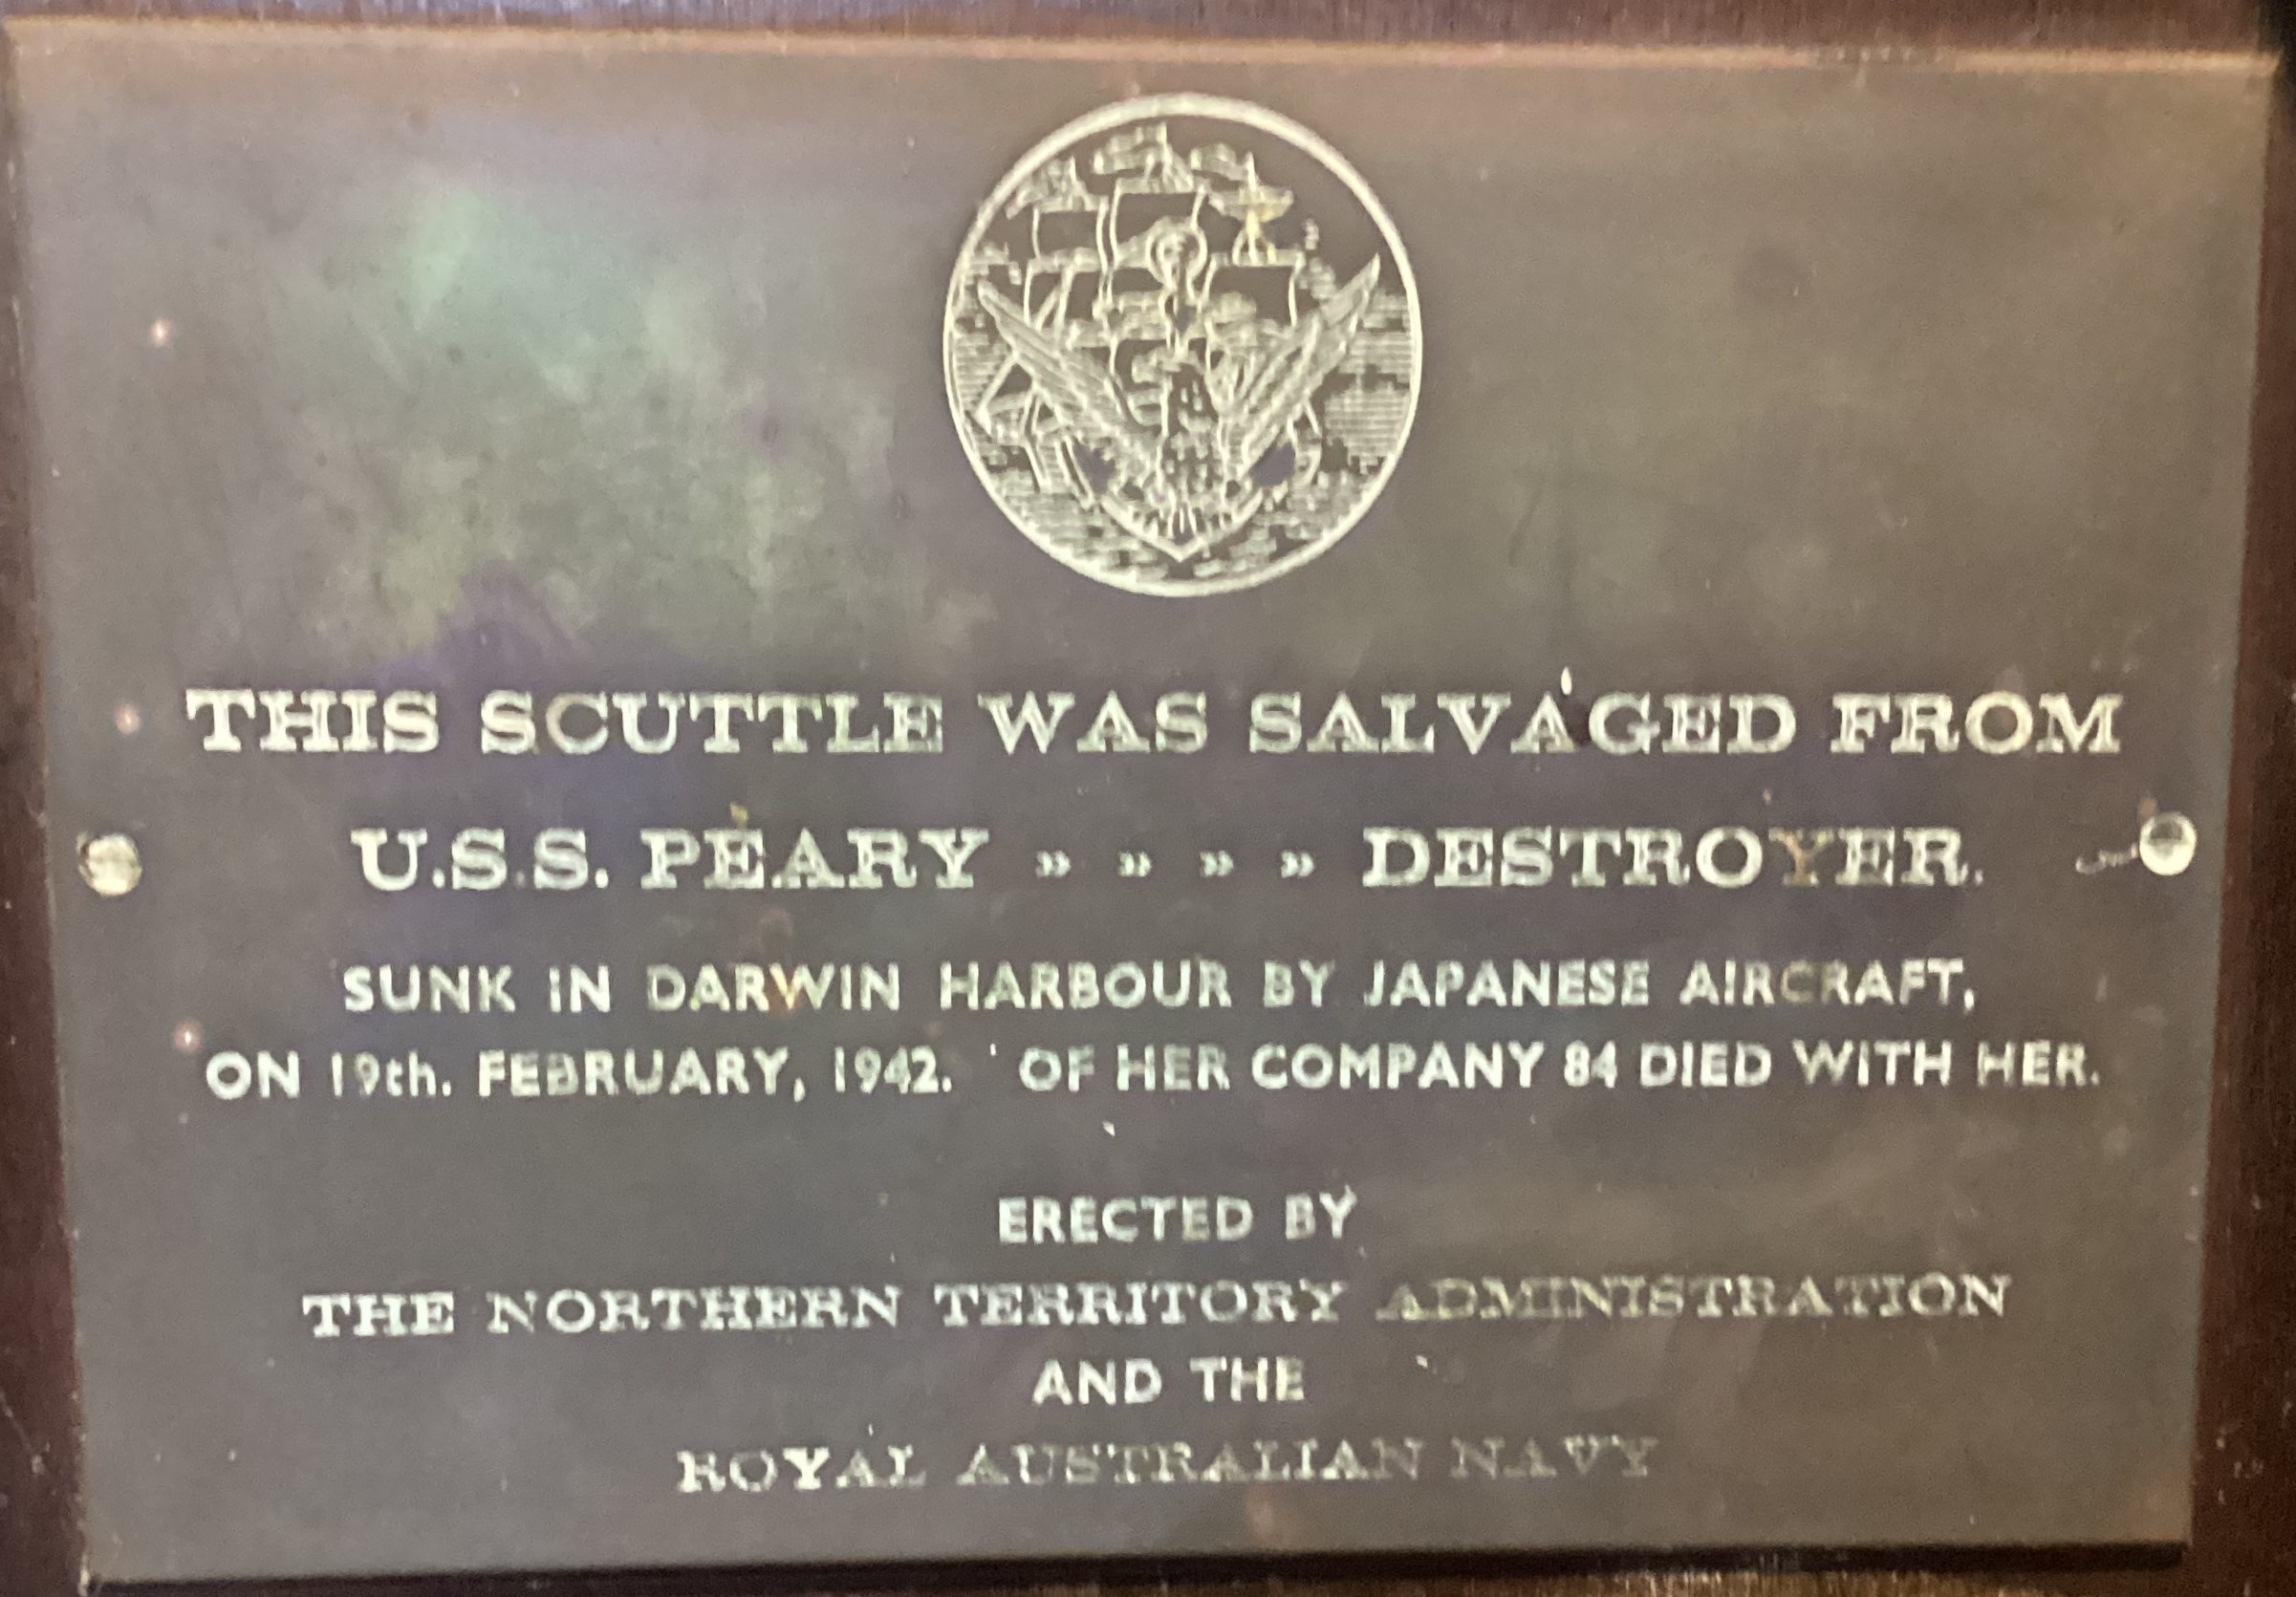 THIS SCUTTLE WAS SALVAGED FROM
U.S.S. PEARY » » » » DESTROYER.
SUNK IN DARWIN HARBOUR BY JAPANESE AIRCRAFT,
ON 19th. FEBRUARY, 1942. OF HER COMPANY 84 DIED WITH HER.
ERECTED BY
THE NORTHERN TERRITORY ADMINISTRATION
AND THE
ROYAL AUSTRALIAN NAVY